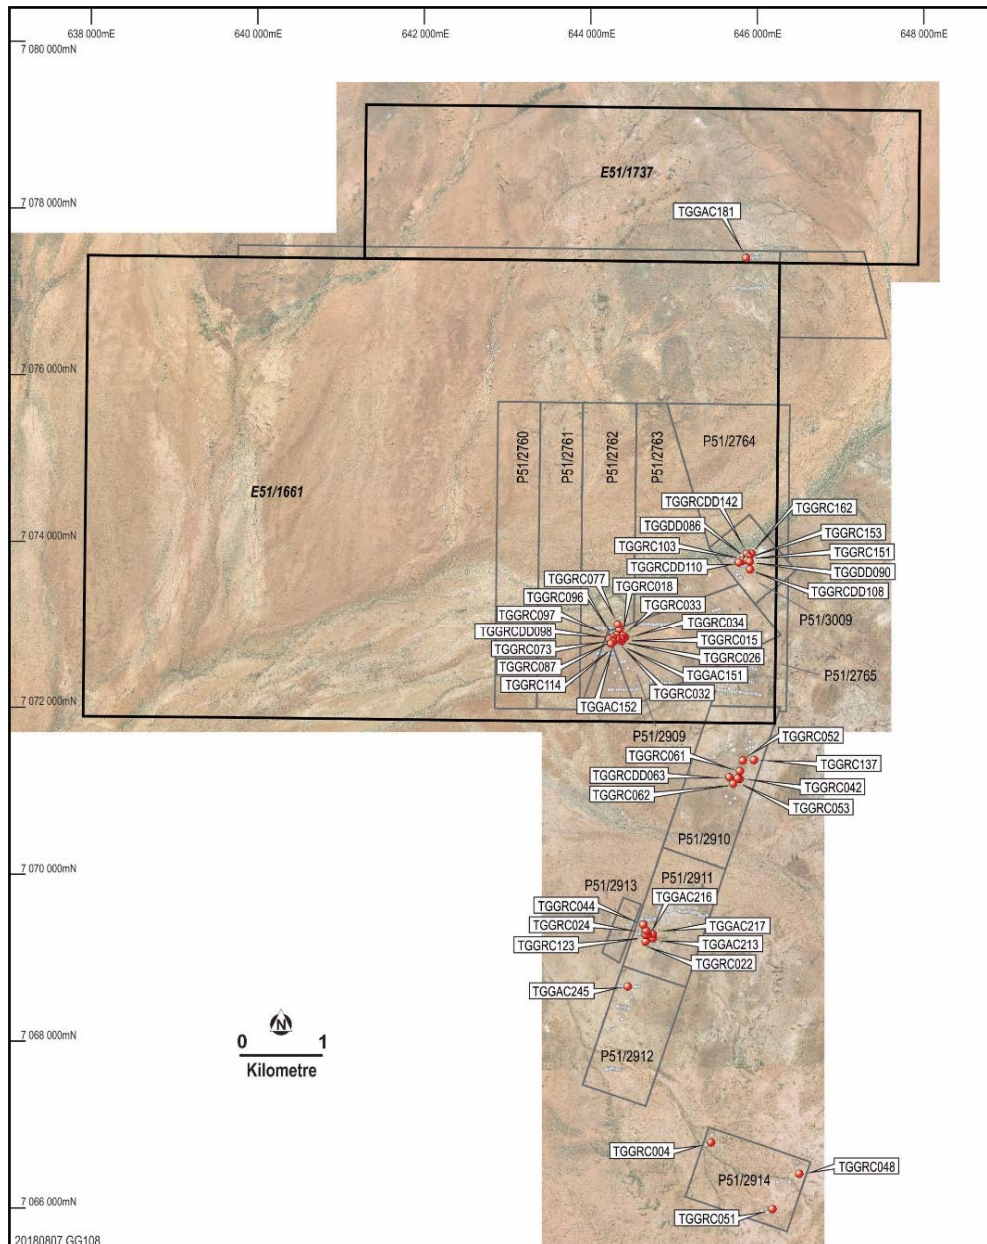 638 000mE
640 000mE
642 000mE
644 000mE
646 000mE
648 000mE
7 080 000mN
7 078 000mN
7 076 000mN
7 074 000mN
7 072 000mN
7 070 000mN
7 068 000mN
7 066 000mN
E51/1737
TGGAC181
E51/1661
P51/2760
P51/2761
P51/2762
P51/2763
P51/2764
TGGRCDD142
TGGRC162
TGGDD086
TGGRC153
TGGRC103
TGGRC151
TGGRCDD110
TGGDD090
TGGRCDD108
TGGRC077
TGGRC018
TGGRC096
TGGRC033
TGGRC097
TGGRC034
TGGRCDD098
TGGRC015
TGGRC073
TGGRC026
TGGRC087
TGGAC151
TGGRC114
TGGRC032
TGGAC152
P51/3009
P51/2765
P51/2909
TGGRC052
TGGRC061
TGGRC137
TGGRCDD063
TGGRC042
TGGRC062
TGGRC053
P51/2910
P51/2911
P51/2913
TGGAC216
TGGRC044
TGGRC024
TGGAC217
TGGRC123
TGGAC213
TGGRC022
TGGAC245
P51/2912
N
0 1
Kilometre
TGGRC004
TGGRC048
P51/2914
TGGRC051
20180807 GG108